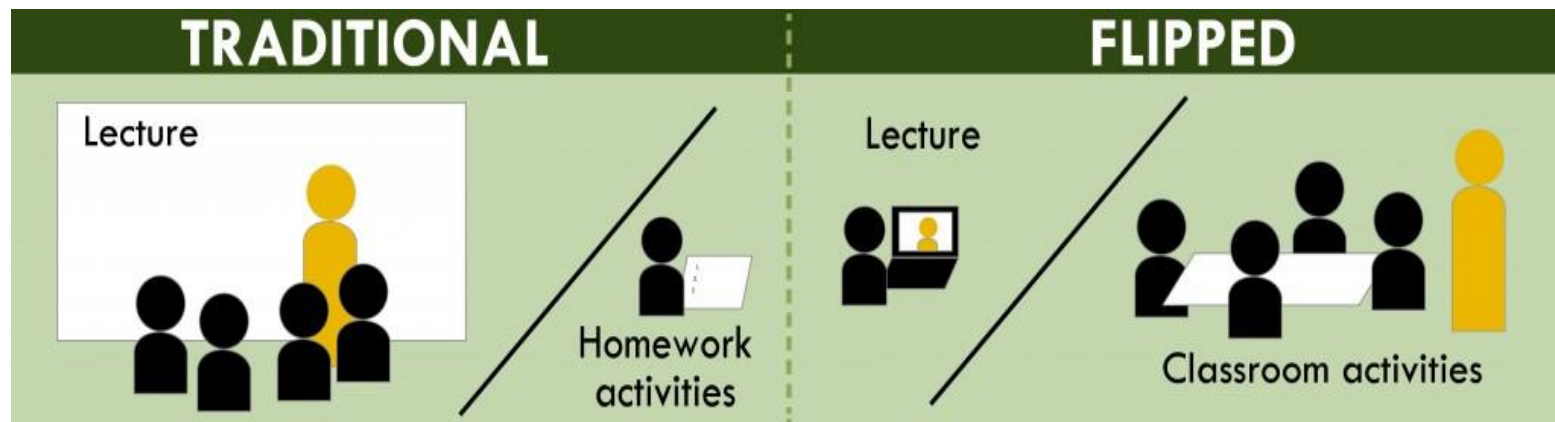 TRADITIONAL
Lecture
Homework
activities
FLIPPED
Lecture
Classroom activities